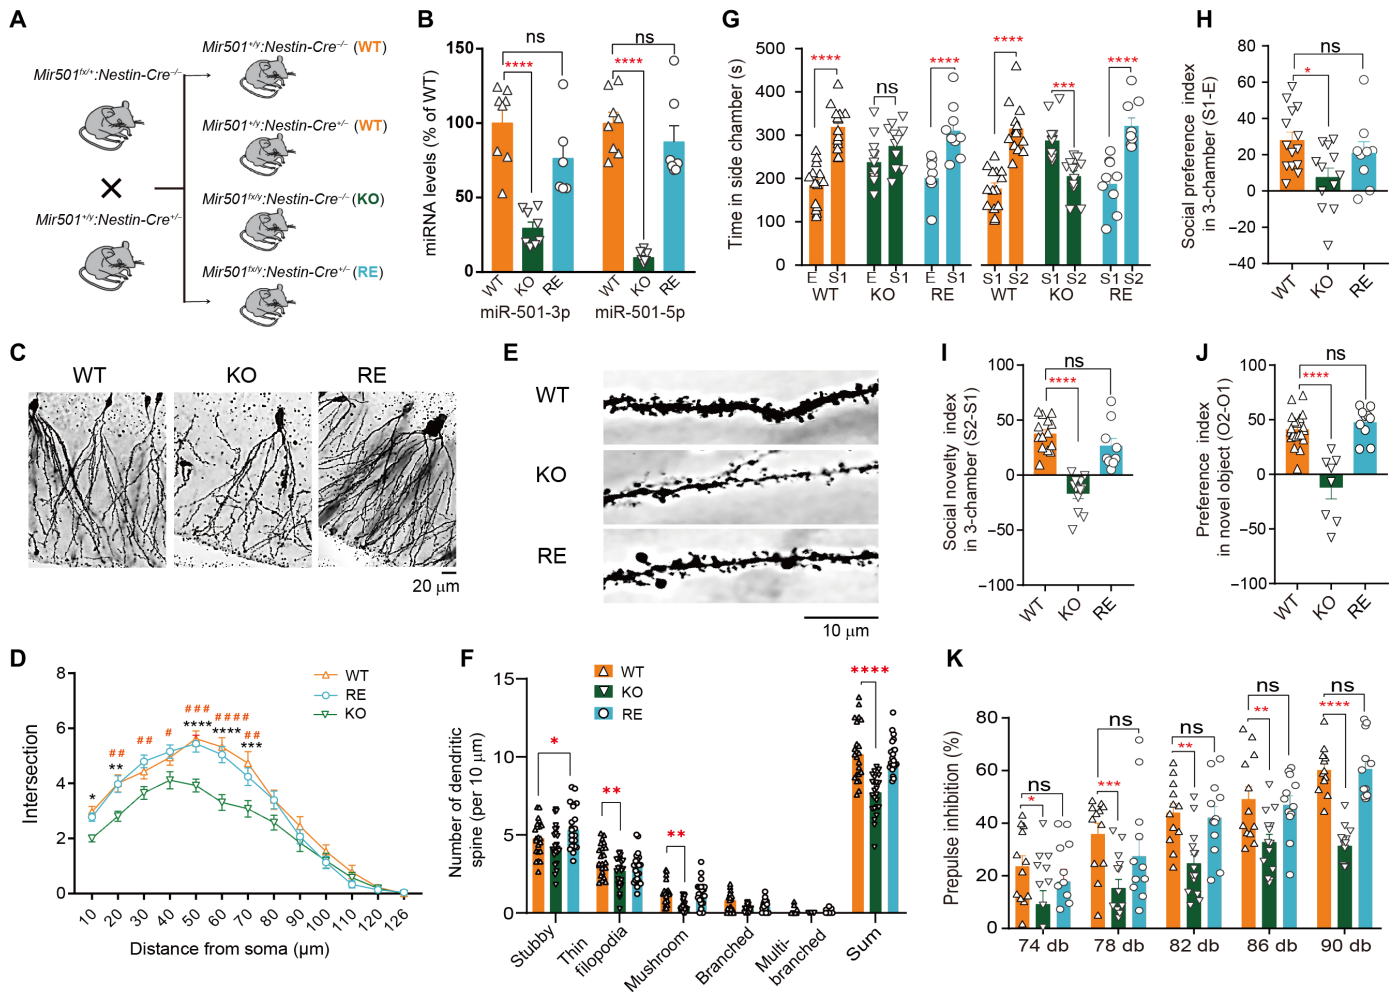 A
Mir501+/y:Nestin-Cre−/− (WT)
Mir501fx/+:Nestin-Cre−/−
Mir501+/y:Nestin-Cre+/− (WT)
Mir501fx/y:Nestin-Cre−/− (KO)
Mir501+/y:Nestin-Cre+/−
Mir501fx/y:Nestin-Cre+/− (RE)
B
miRNA levels (% of WT)
150
100
50
0
ns
****
ns
****
WT KO RE WT KO RE
miR-501-3p miR-501-5p
G
Time in side chamber (s)
500
400
300
200
100
0
**** ns **** **** *** ****
E S1 E S1 E S1 S1 S2 S1 S2 S1 S2
WT KO RE WT KO RE
H
Social preference index
in 3-chamber (S1-E)
80
60
40
20
0
−20
−40
ns
*
WT KO RE
C
WT KO RE
20 µm
E
WT
KO
RE
10 µm
I
Social novelty index
in 3-chamber (S2-S1)
100
50
0
−50
−100
ns
****
WT KO RE
J
Preference index
in novel object (O2-O1)
100
50
0
−50
−100
ns
****
WT KO RE
D
Intersection
8
6
4
2
0
WT
RE
KO
## ## # ### #### ##
* ** **** **** ***
10 20 30 40 50 60 70 80 90 100 110 120 126
Distance from soma (µm)
F
Number of dendritic
spine (per 10 µm)
15
10
5
0
WT
KO
RE
* ** ** ****
Stubby
Thin
filopodia
Mushroom
Branched
Multi-
branched
Sum
K
Prepulse inhibition (%)
80
60
40
20
0
ns ns ns ns ns
* *** ** ** ****
74 db 78 db 82 db 86 db 90 db